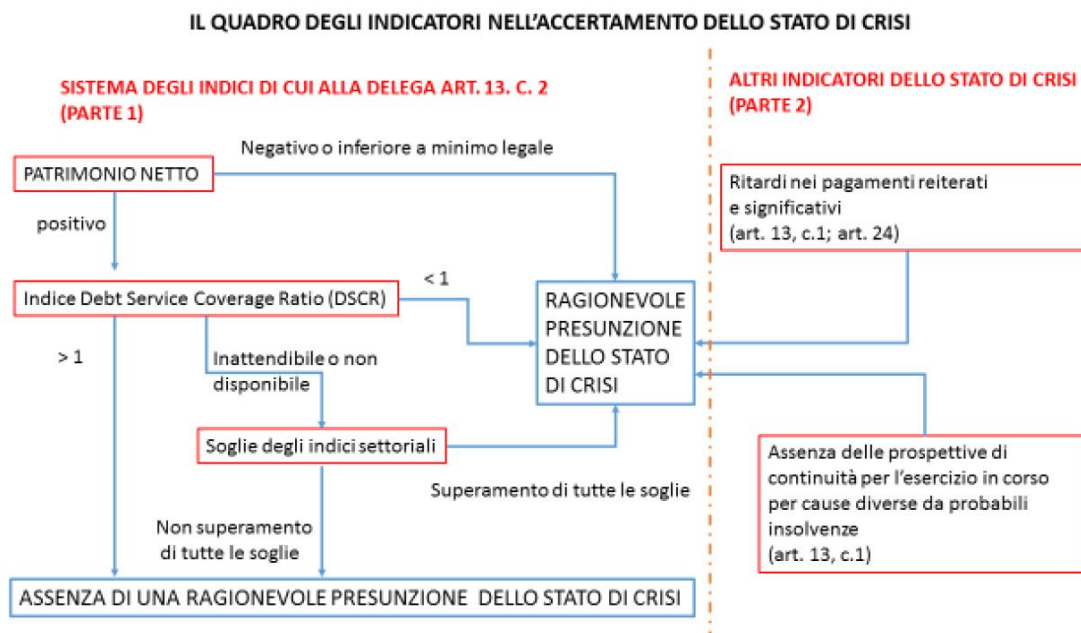 IL QUADRO DEGLI INDICATORI NELL'ACCERTAMENTO DELLO STATO DI CRISI
SISTEMA DEGLI INDICI DI CUI ALLA DELEGA ART. 13. C. 2
(PARTE 1)
ALTRI INDICATORI DELLO STATO DI CRISI
(PARTE 2)
Negativo o inferiore a minimo legale
PATRIMONIO NETTO
positivo
Ritardi nei pagamenti reiterati
e significativi
(art. 13, c.1; art. 24)
Indice Debt Service Coverage Ratio (DSCR)
< 1
RAGIONEVOLE
PRESUNZIONE
DELLO STATO
DI CRISI
> 1
Inattendibile o non
disponibile
Soglie degli indici settoriali
Superamento di tutte le soglie
Assenza delle prospettive di
continuità per l'esercizio in corso
per cause diverse da probabili
insolvenze
(art. 13, c.1)
Non superamento
di tutte le soglie
ASSENZA DI UNA RAGIONEVOLE PRESUNZIONE DELLO STATO DI CRISI